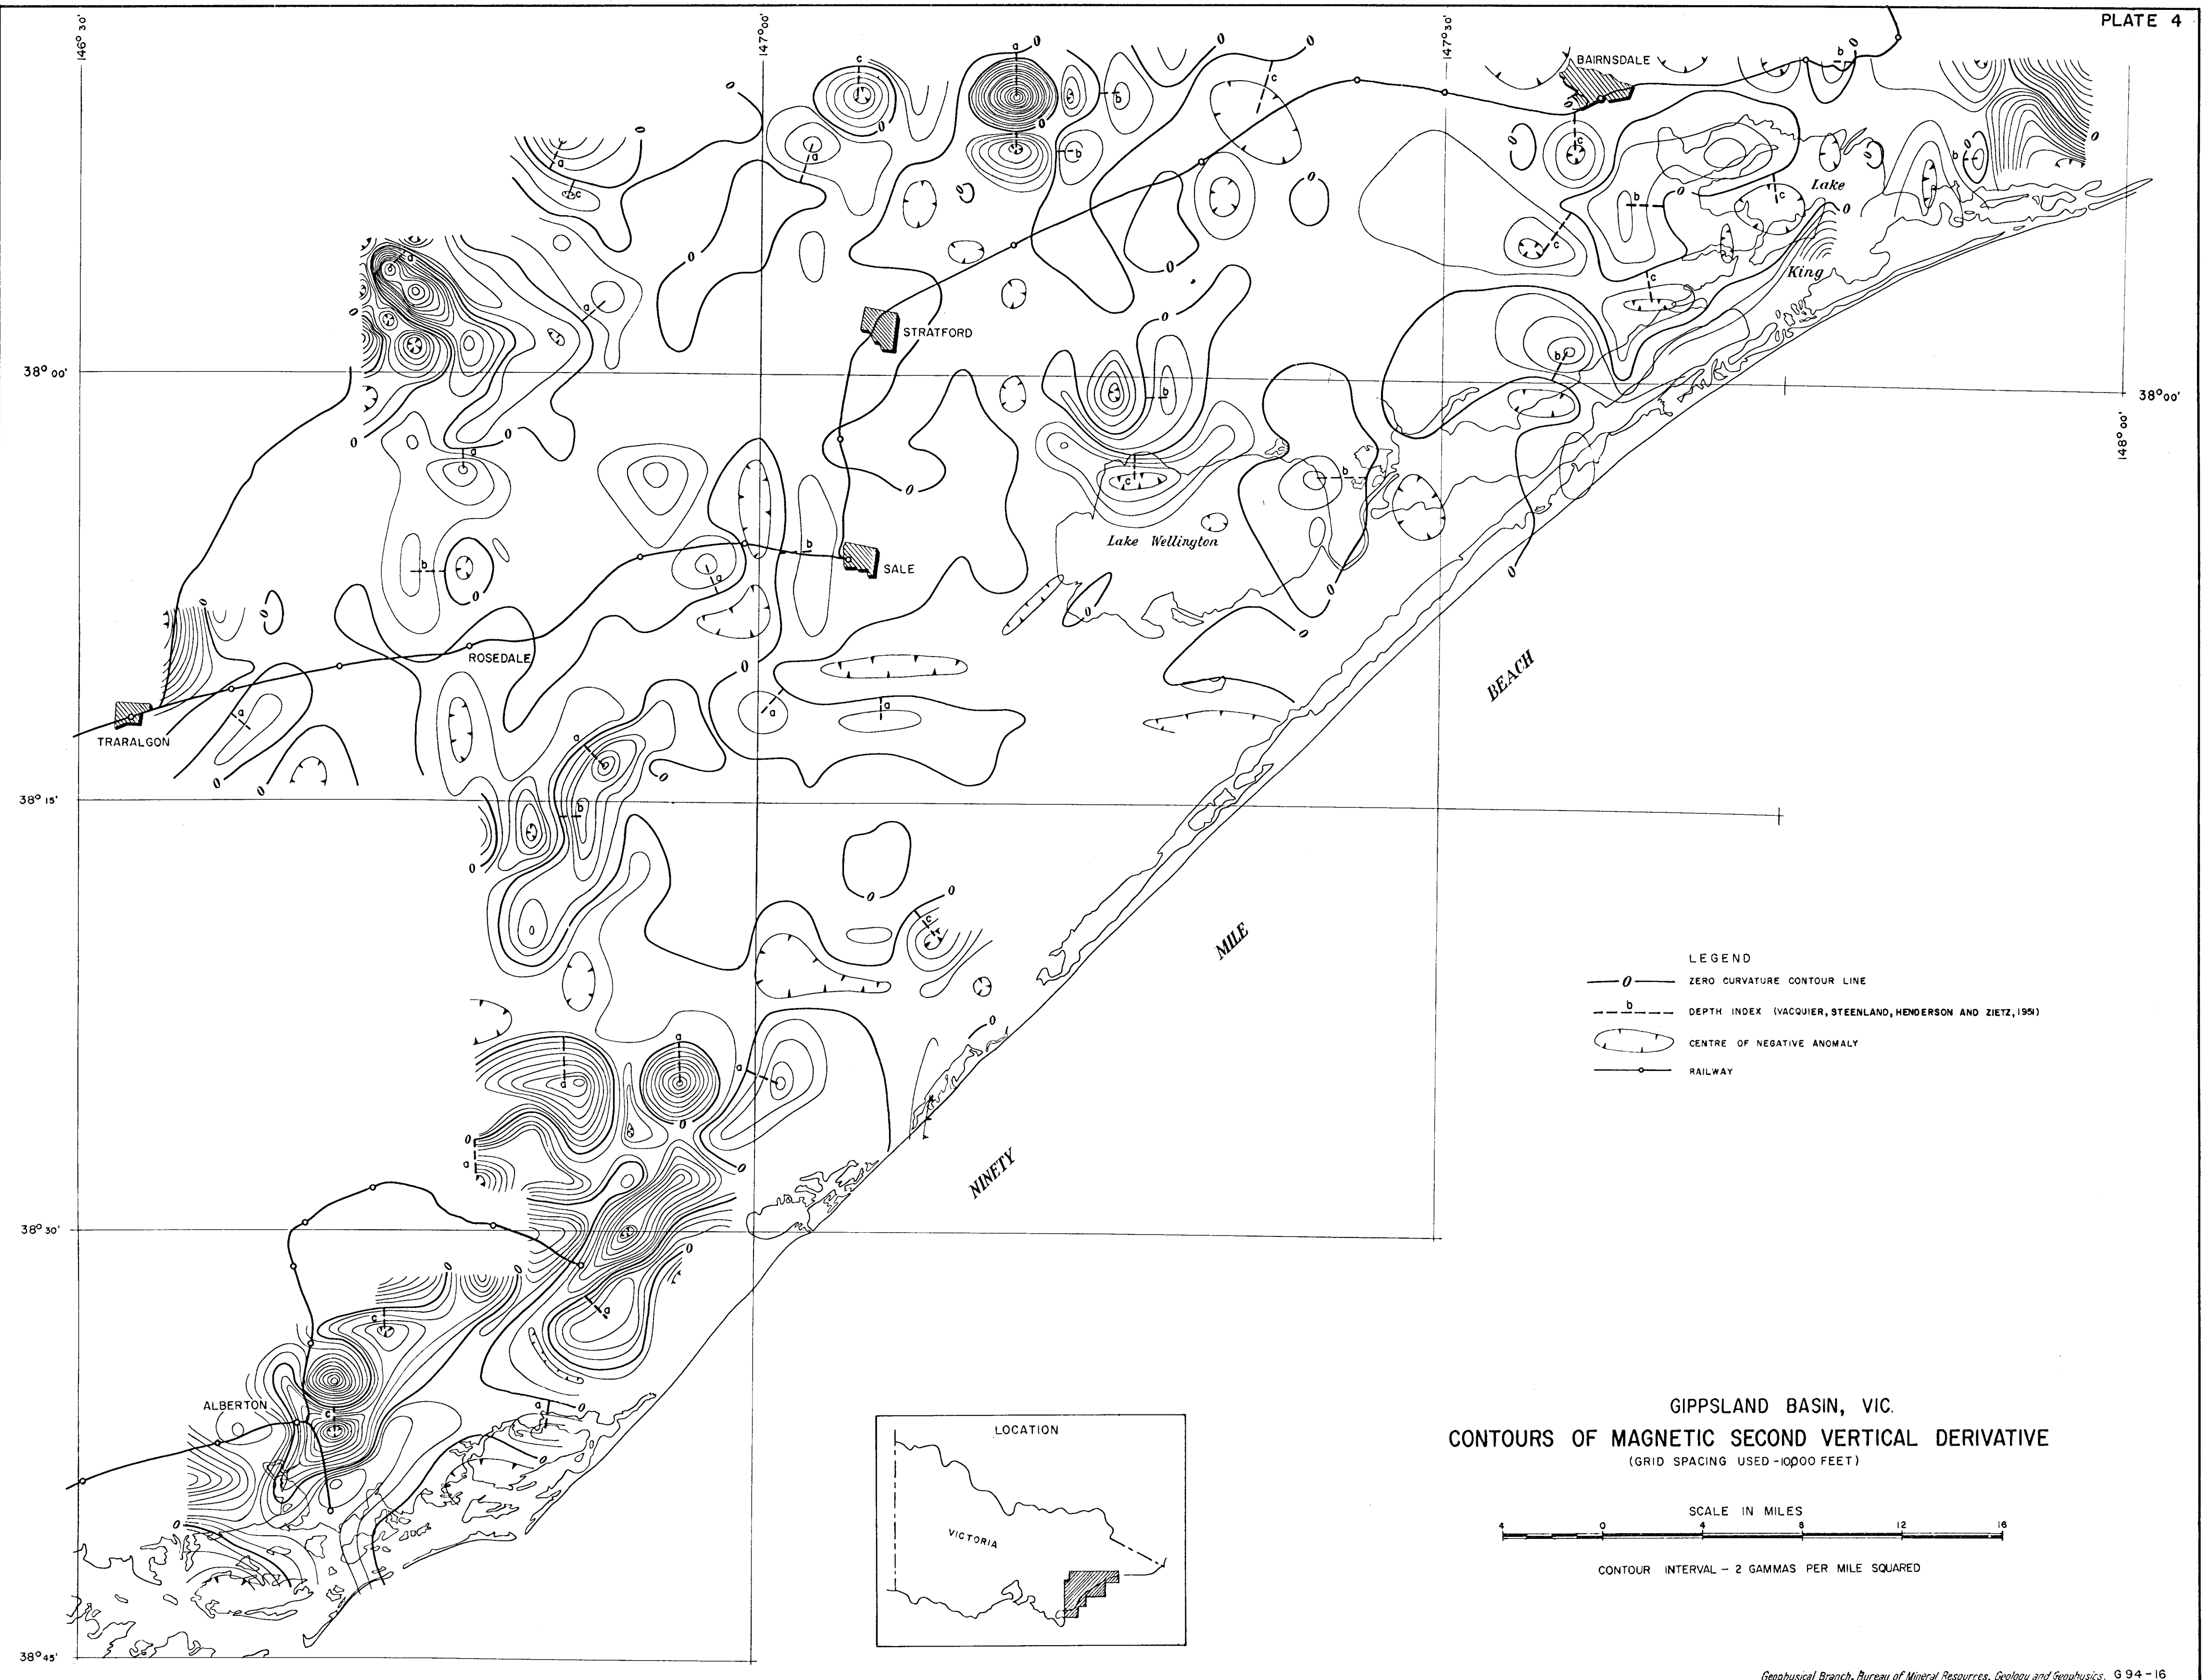 PLATE 4
146° 30'
147° 00'
147° 30'
BAIRNSDALE
Lake
King
STRATFORD
38° 00'
38° 00'
148° 00'
Lake Wellington
SALE
ROSEDALE
TRARALGON
BEACH
38° 15'
MILE
LEGEND
0 ZERO CURVATURE CONTOUR LINE
b DEPTH INDEX (VACQUIER, STEENLAND, HENDERSON AND ZIETZ, 1951)
CENTRE OF NEGATIVE ANOMALY
RAILWAY
NINETY
38° 30'
ALBERTON
LOCATION
VICTORIA
GIPPSLAND BASIN, VIC.
CONTOURS OF MAGNETIC SECOND VERTICAL DERIVATIVE
(GRID SPACING USED - 10,000 FEET)
SCALE IN MILES
4 0 4 8 12 16
CONTOUR INTERVAL - 2 GAMMAS PER MILE SQUARED
38° 45'
Geophysical Branch, Bureau of Mineral Resources, Geology and Geophysics. G 94-16